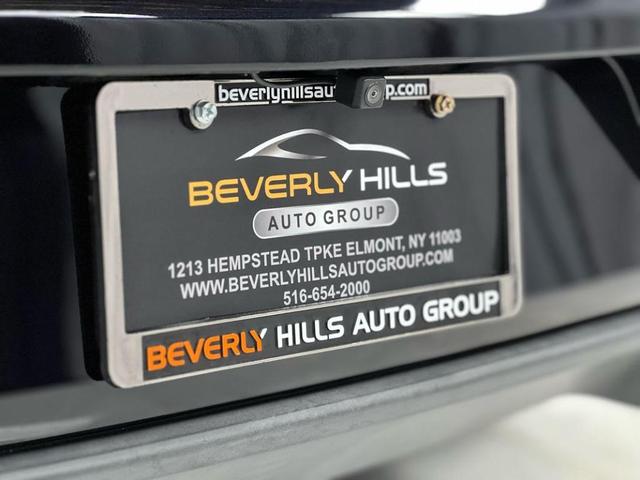 beverlyhillsau p.com
BEVERLY HILLS
AUTO GROUP
1213 HEMPSTEAD TPKE ELMONT, NY 11003
WWW.BEVERLYHILLSAUTOGROUP.COM
516-654-2000
BEVERLY HILLS AUTO GROUP